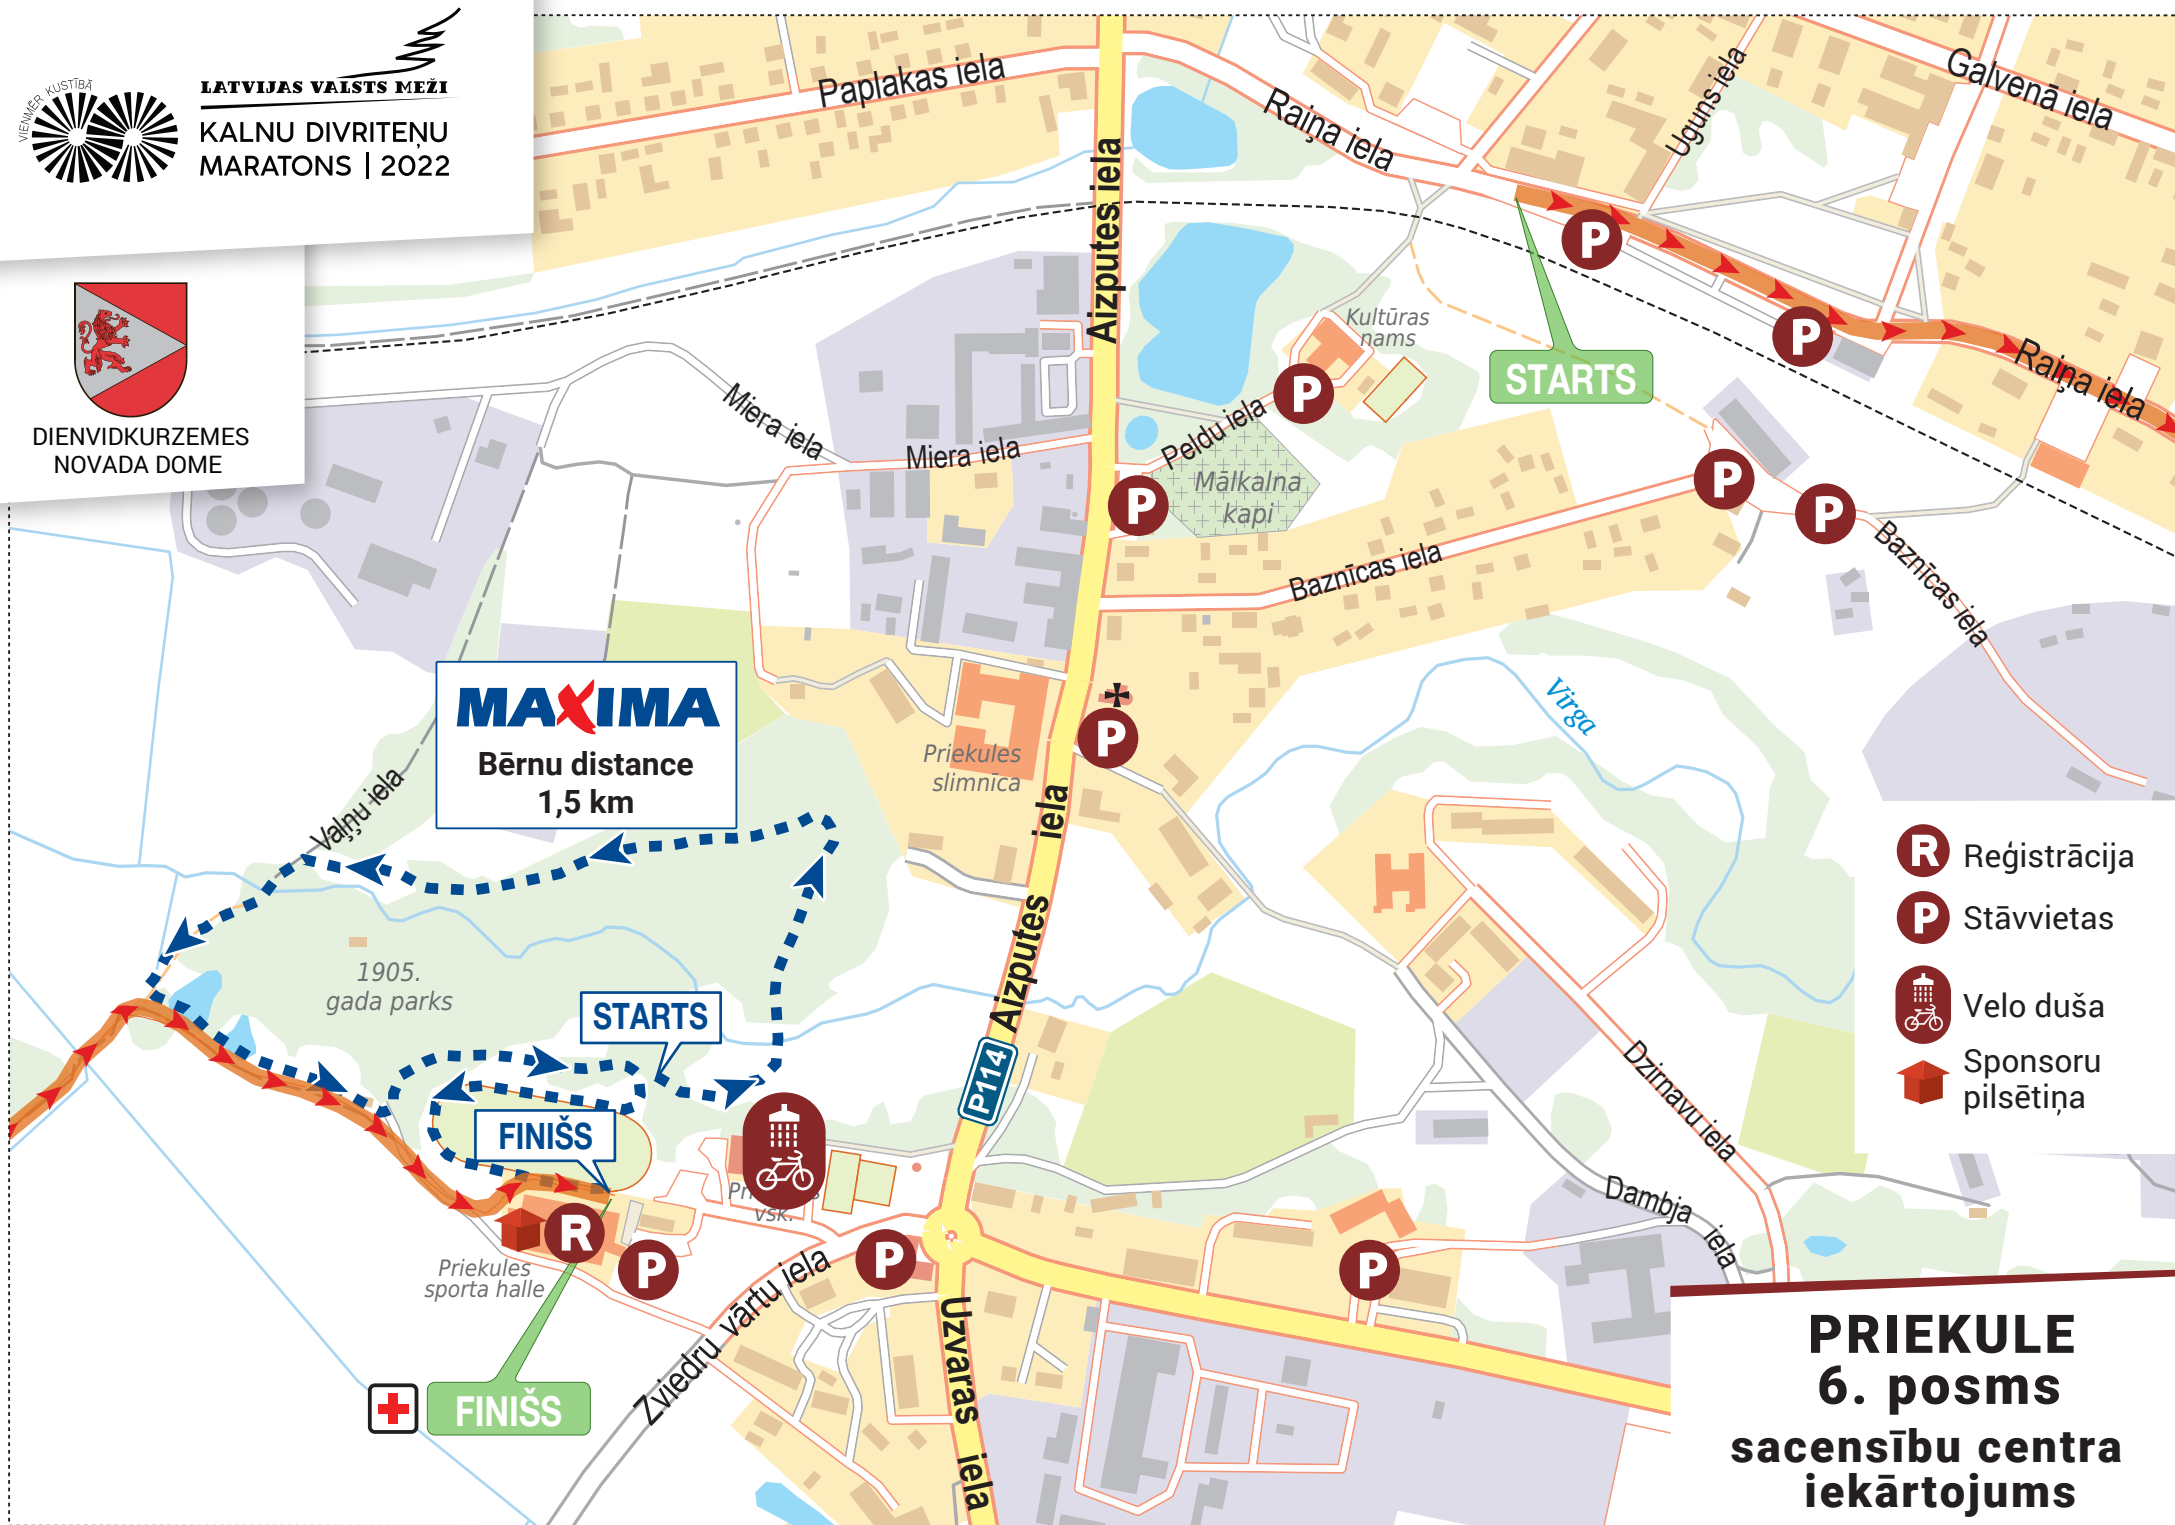 VIENMĒR KUSTĪBĀ
LATVIJAS VALSTS MEŽI
KALNU DIVRITEŅU
MARATONS | 2022
DIENVIDKURZEMES
NOVADA DOME
Paplakas iela
Aizputes iela
Raiņa iela
Uguns iela
Galvenā iela
P
P
Kultūras
nams
STARTS
Raiņa iela
P
Miera iela
Miera iela
Peldu iela
P
Mālkalna
kapi
P
P
Baznīcas iela
Baznīcas iela
Virga
MAXIMA
Bērnu distance
1,5 km
P
Priekules
slimnīca
Vaļņu iela
Aizputes iela
R Reģistrācija
P Stāvvietas
Velo duša
Sponsoru
pilsētiņa
1905.
gada parks
STARTS
P114
Dzirnavu iela
FINIŠS
vsk.
Dambja iela
R
P
P
P
Priekules
sporta halle
Zviedru vārtu iela
Uzvaras iela
FINIŠS
PRIEKULE
6. posms
sacensību centra
iekārtojums